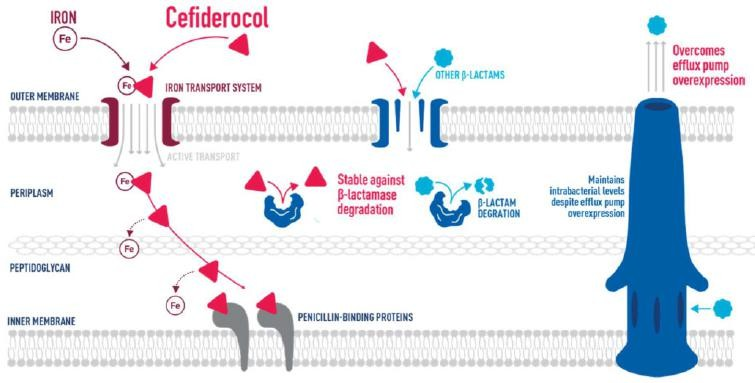 IRON
Cefiderocol
Fe
Fe
OUTER MEMBRANE
IRON TRANSPORT SYSTEM
OTHER β-LACTAMS
Overcomes
efflux pump
overexpression
ACTIVE TRANSPORT
PERIPLASM
Fe
Stable against
β-lactamase
degradation
β-LACTAM
DEGRATION
Maintains
intrabacterial levels
despite efflux pump
overexpression
Fe
PEPTIDOGLYCAN
Fe
INNER MEMBRANE
PENICILLIN-BINDING PROTEINS